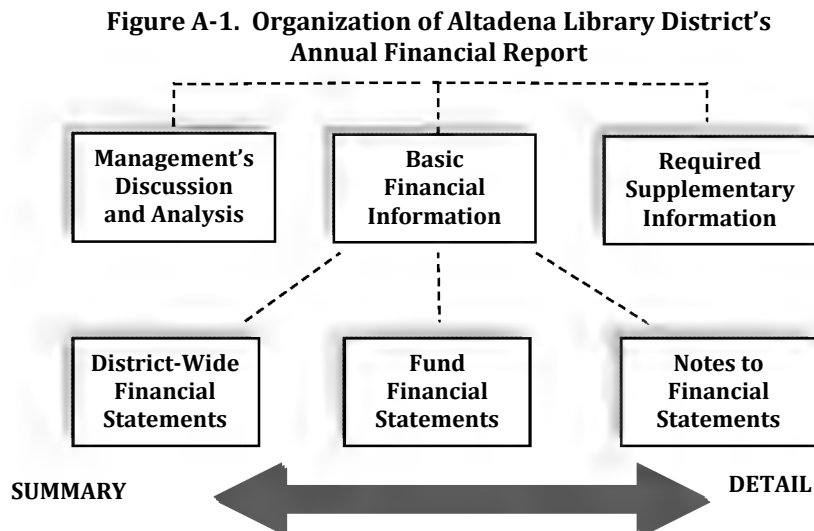 Figure A-1. Organization of Altadena Library District's
Annual Financial Report
Management's
Discussion
and Analysis
Basic
Financial
Information
Required
Supplementary
Information
District-Wide
Financial
Statements
Fund
Financial
Statements
Notes to
Financial
Statements
SUMMARY
DETAIL